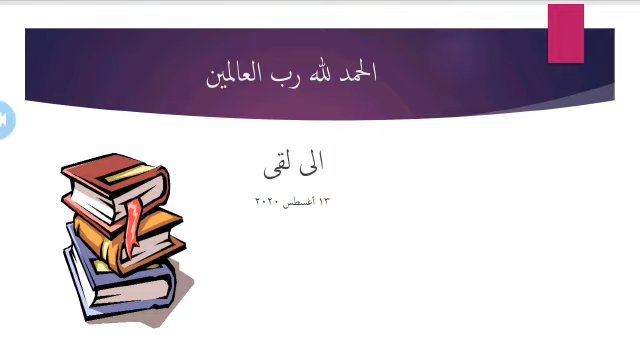 الحمد لله رب العالمين
الى لقى
١٣ أغسطس ٢٠٢٠